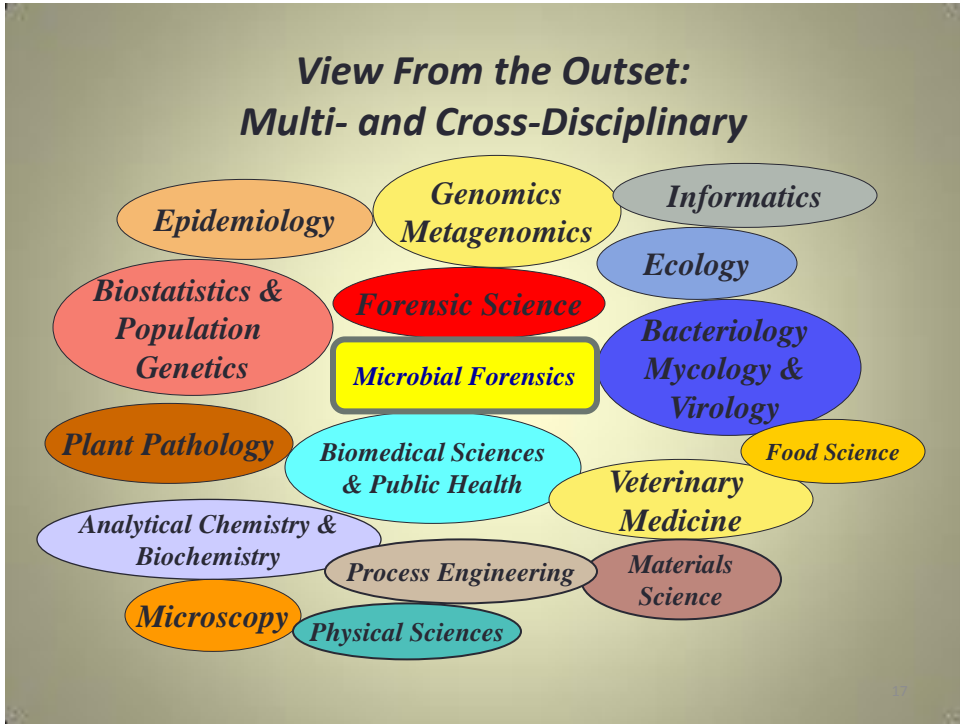 View From the Outset:
Multi- and Cross-Disciplinary
Epidemiology
Genomics
Metagenomics
Informatics
Ecology
Biostatistics &
Population
Genetics
Forensic Science
Bacteriology
Mycology &
Virology
Microbial Forensics
Plant Pathology
Biomedical Sciences
& Public Health
Food Science
Veterinary
Medicine
Analytical Chemistry &
Biochemistry
Process Engineering
Materials
Science
Microscopy
Physical Sciences
17